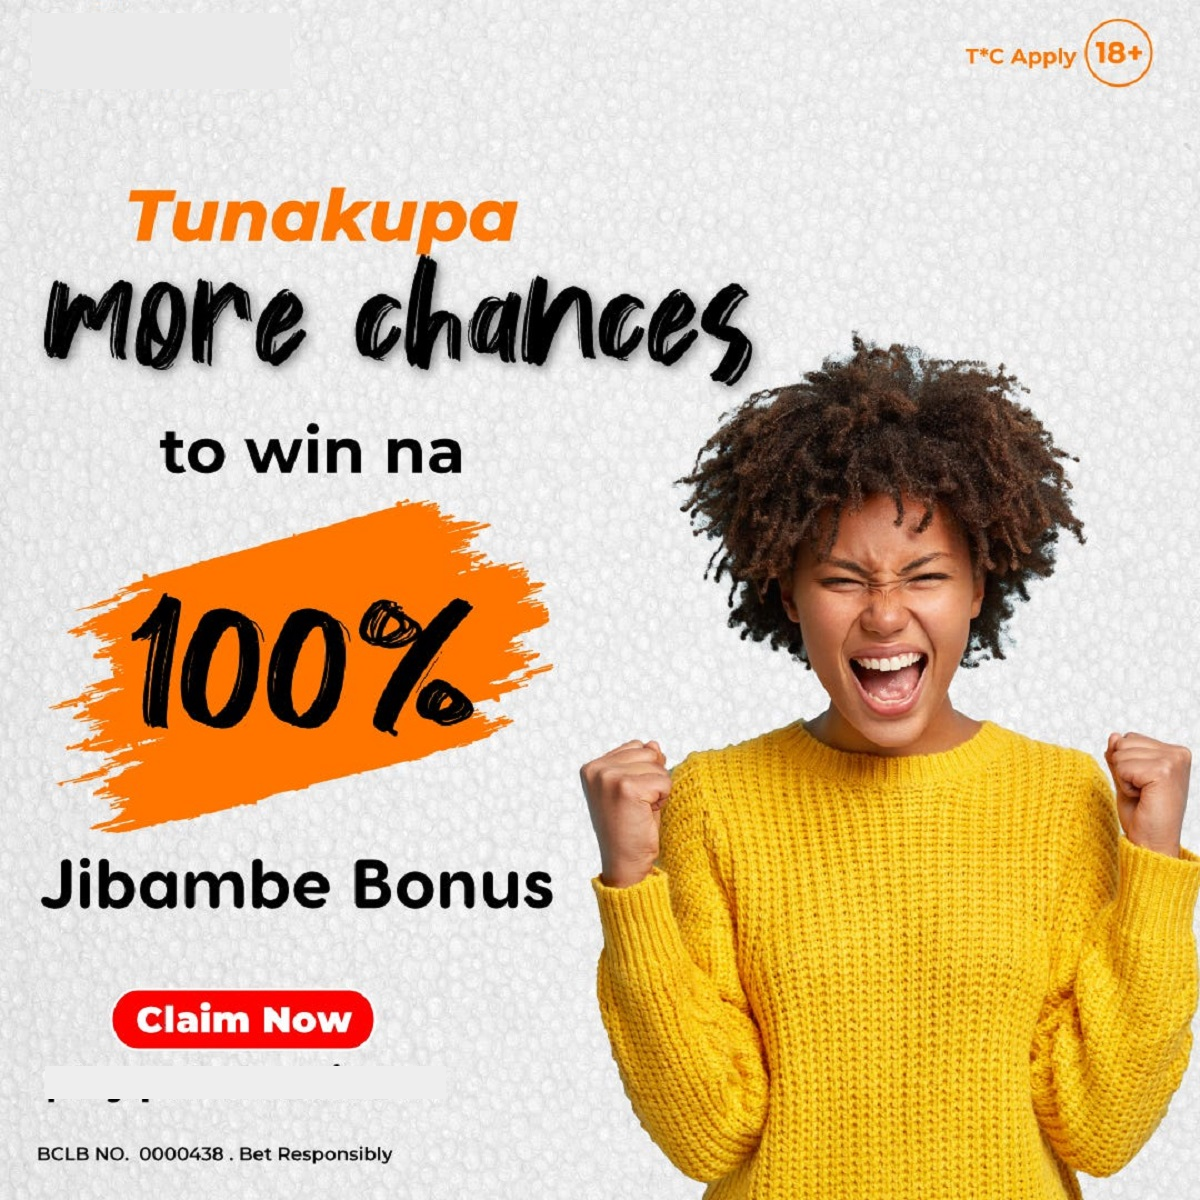 T*C Apply 18+
Tunakupa
more chances
to win na
100%
Jibambe Bonus
Claim Now
BCLB NO. 0000438 . Bet Responsibly